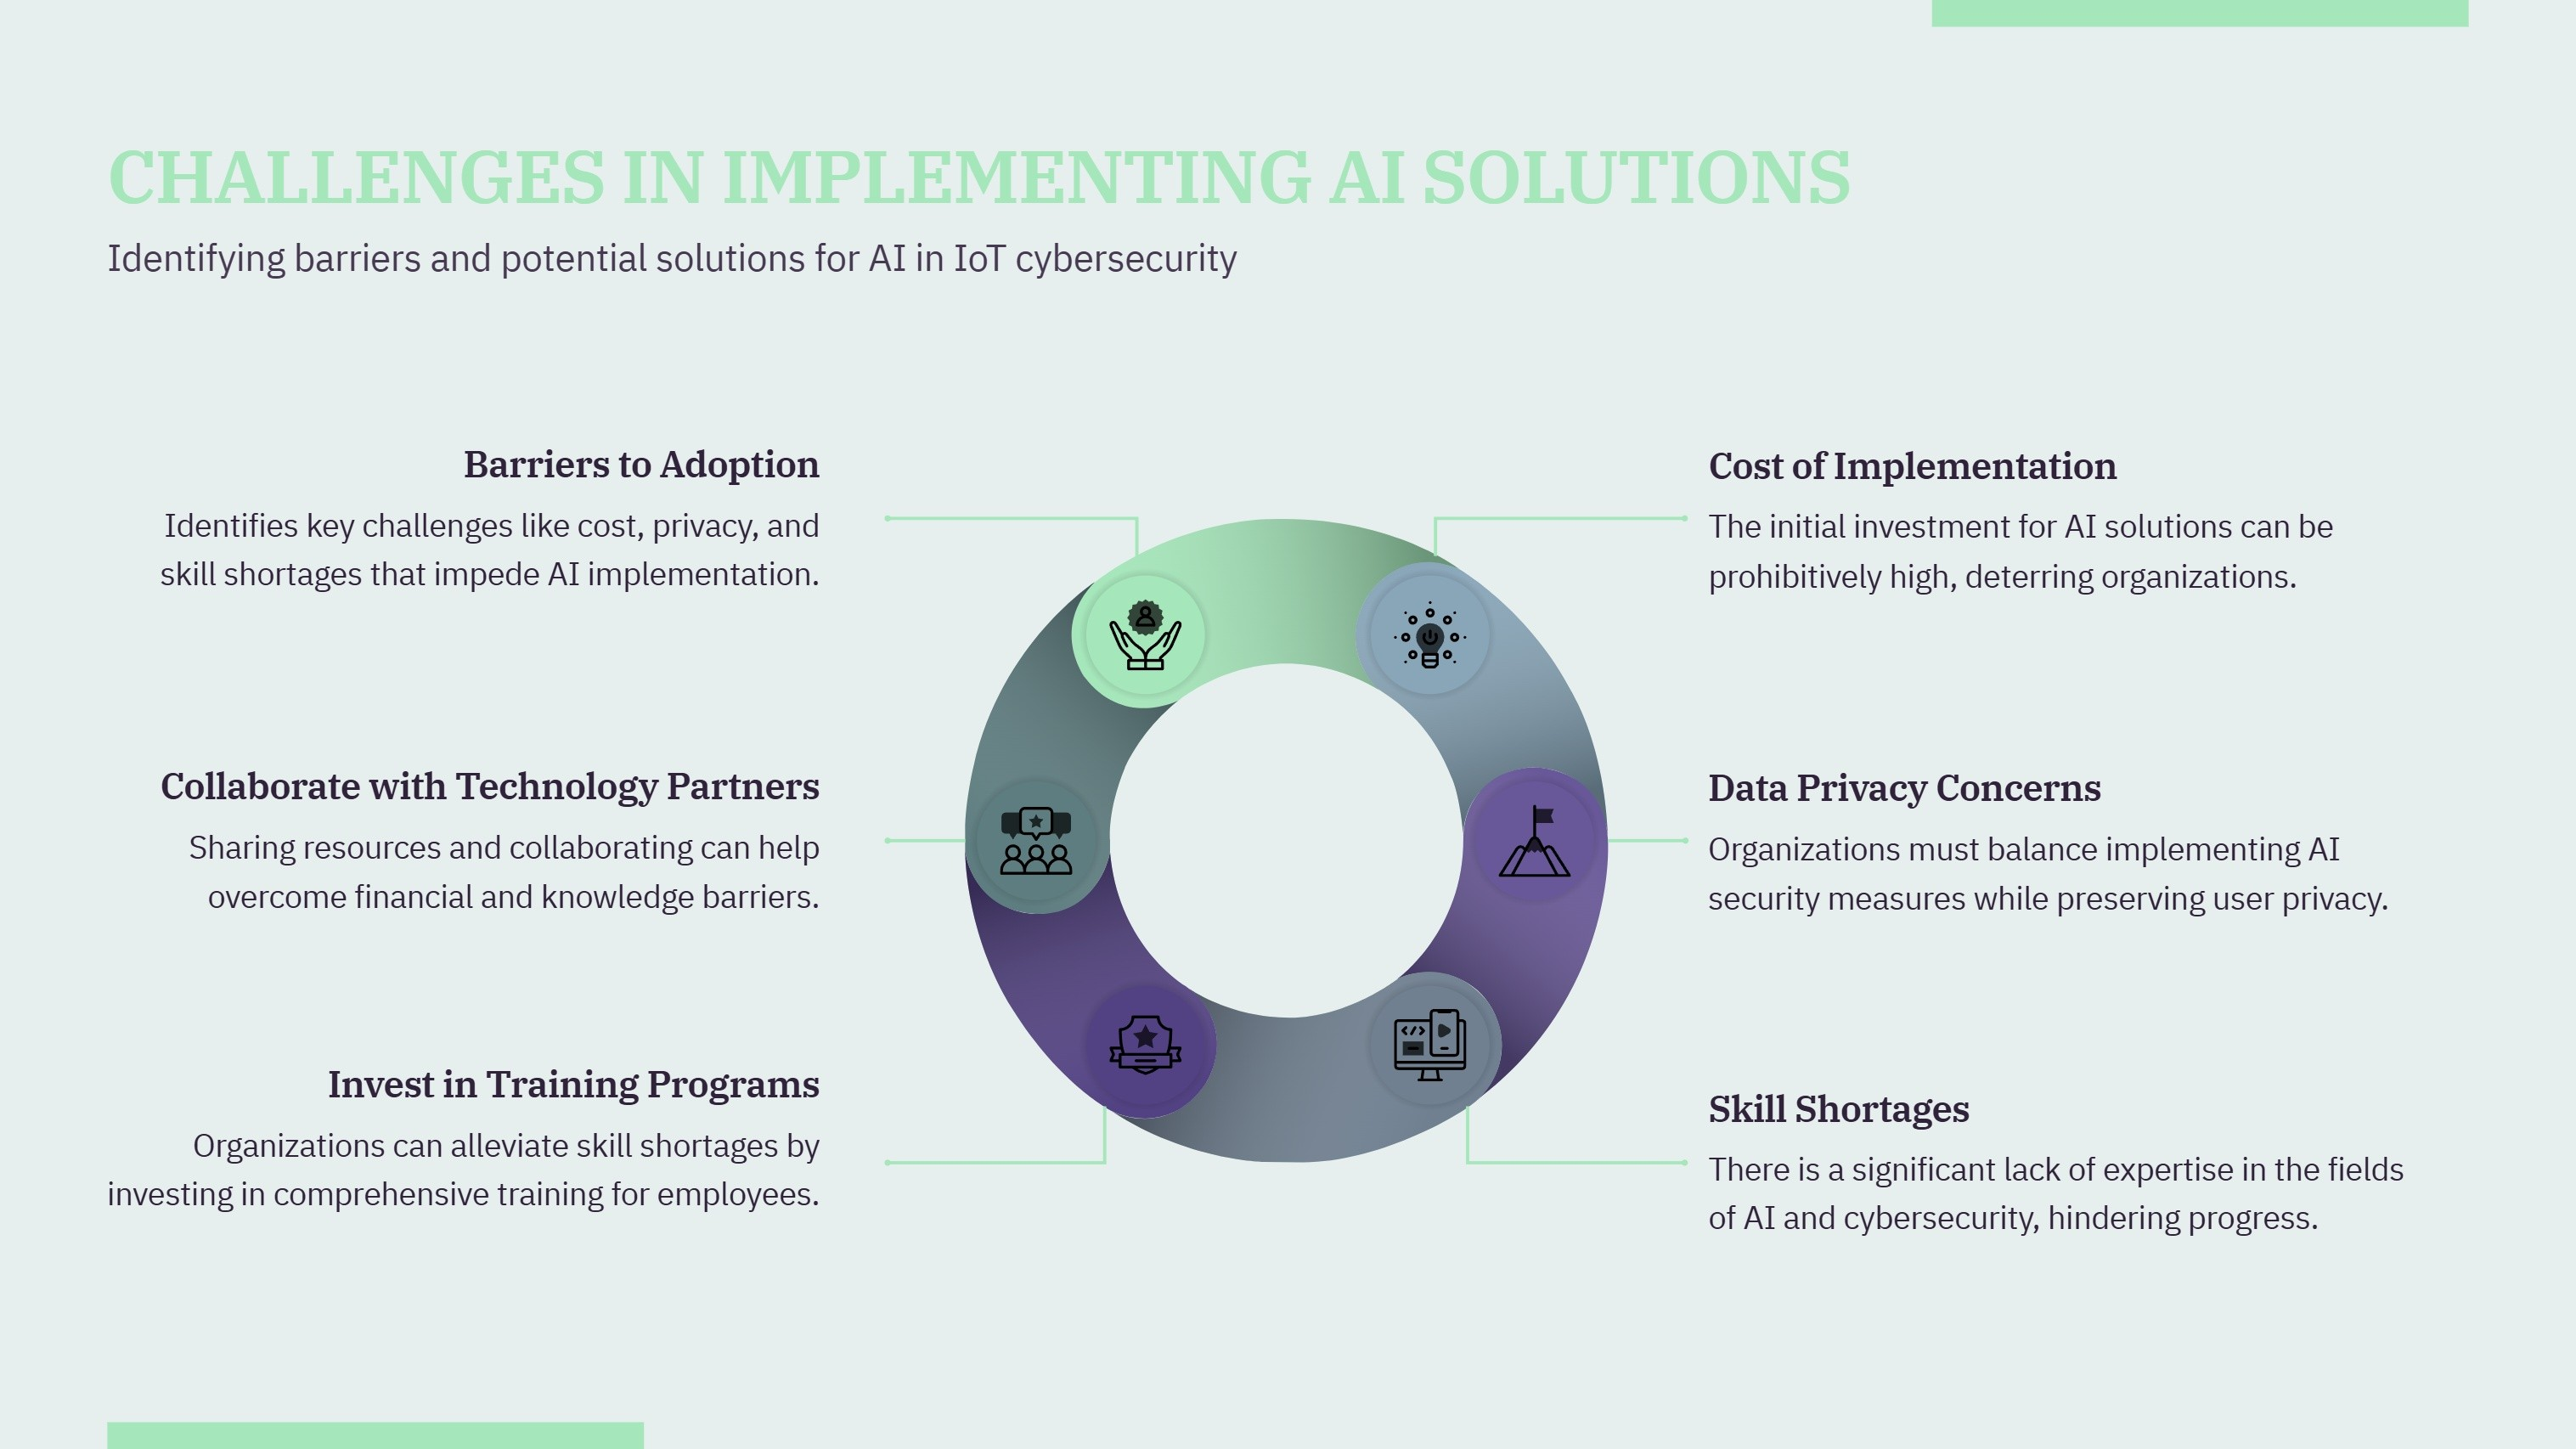 CHALLENGES IN IMPLEMENTING AI SOLUTIONS
Identifying barriers and potential solutions for AI in IoT cybersecurity
Barriers to Adoption
Identifies key challenges like cost, privacy, and
skill shortages that impede AI implementation.
Collaborate with Technology Partners
Sharing resources and collaborating can help
overcome financial and knowledge barriers.
Invest in Training Programs
Organizations can alleviate skill shortages by
investing in comprehensive training for employees.
Cost of Implementation
The initial investment for AI solutions can be
prohibitively high, deterring organizations.
Data Privacy Concerns
Organizations must balance implementing AI
security measures while preserving user privacy.
Skill Shortages
There is a significant lack of expertise in the fields
of AI and cybersecurity, hindering progress.